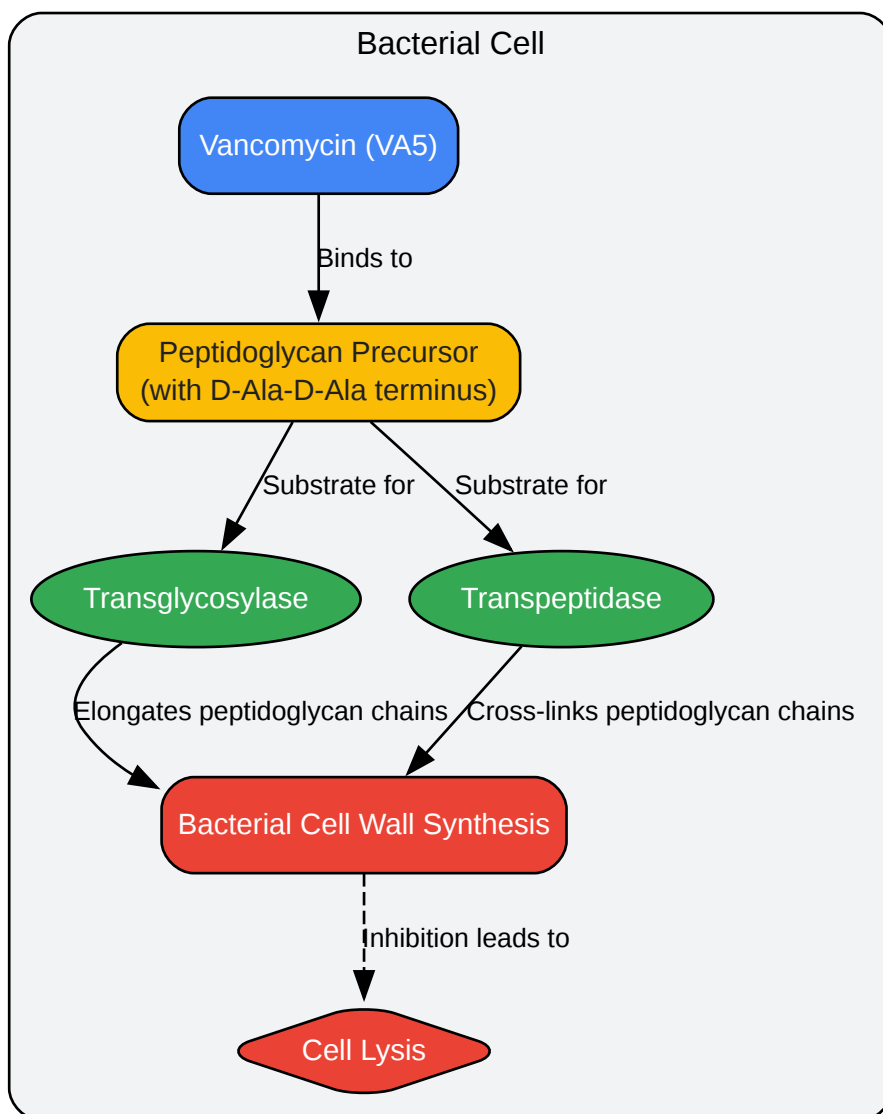 Bacterial Cell
Vancomycin (VA5)
Binds to
Peptidoglycan Precursor
(with D-Ala-D-Ala terminus)
Substrate for
Substrate for
Transglycosylase
Transpeptidase
Elongates peptidoglycan chains
Cross-links peptidoglycan chains
Bacterial Cell Wall Synthesis
Inhibition leads to
Cell Lysis